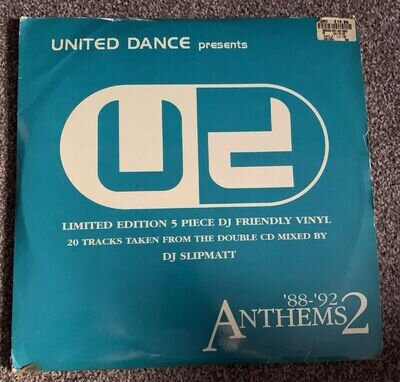 UNITED DANCE presents
UD
LIMITED EDITION 5 PIECE DJ FRIENDLY VINYL
20 TRACKS TAKEN FROM THE DOUBLE CD MIXED BY
DJ SLIPMATT
'88-'92
ANTHEMS 2